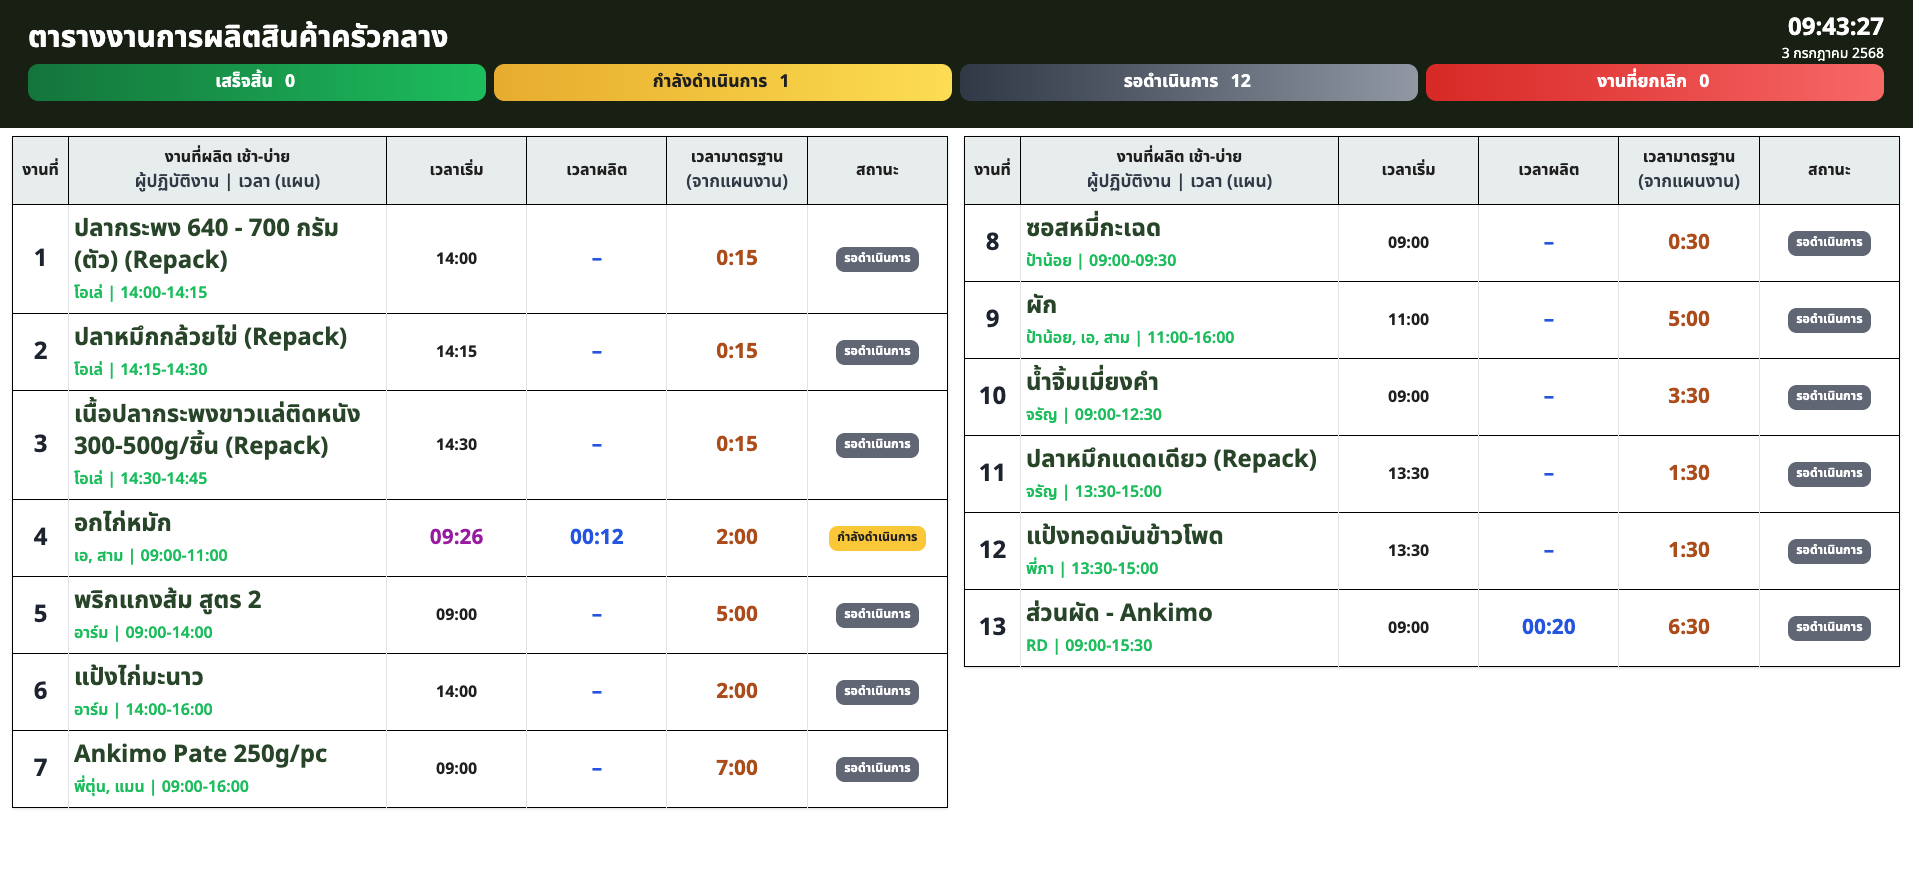 ตารางงานการผลิตสินค้าครัวกลาง
09:43:27
3 กรกฎาคม 2568
เสร็จสิ้น 0
กำลังดำเนินการ 1
รอดำเนินการ 12
งานที่ยกเลิก 0
งานที่
งานที่ผลิต เช้า-บ่าย
ผู้ปฏิบัติงาน | เวลา (แผน)
เวลาเริ่ม
เวลาผลิต
เวลามาตรฐาน
(จากแผนงาน)
สถานะ
1
ปลากระพง 640 - 700 กรัม
(ตัว) (Repack)
โอเล่ | 14:00-14:15
14:00
–
0:15
รอดำเนินการ
2
ปลาหมึกกล้วยไข่ (Repack)
โอเล่ | 14:15-14:30
14:15
–
0:15
รอดำเนินการ
3
เนื้อปลากระพงขาวแล่ติดหนัง
300-500g/ชิ้น (Repack)
โอเล่ | 14:30-14:45
14:30
–
0:15
รอดำเนินการ
4
อกไก่หมัก
เอ, สาม | 09:00-11:00
09:26
00:12
2:00
กำลังดำเนินการ
5
พริกแกงส้ม สูตร 2
อาร์ม | 09:00-14:00
09:00
–
5:00
รอดำเนินการ
6
แป้งไก่มะนาว
อาร์ม | 14:00-16:00
14:00
–
2:00
รอดำเนินการ
7
Ankimo Pate 250g/pc
พี่ตุ่น, แมน | 09:00-16:00
09:00
–
7:00
รอดำเนินการ
งานที่
งานที่ผลิต เช้า-บ่าย
ผู้ปฏิบัติงาน | เวลา (แผน)
เวลาเริ่ม
เวลาผลิต
เวลามาตรฐาน
(จากแผนงาน)
สถานะ
8
ซอสหมี่กะเฉด
ป้าน้อย | 09:00-09:30
09:00
–
0:30
รอดำเนินการ
9
ผัก
ป้าน้อย, เอ, สาม | 11:00-16:00
11:00
–
5:00
รอดำเนินการ
10
น้ำจิ้มเมี่ยงคำ
จรัญ | 09:00-12:30
09:00
–
3:30
รอดำเนินการ
11
ปลาหมึกแดดเดียว (Repack)
จรัญ | 13:30-15:00
13:30
–
1:30
รอดำเนินการ
12
แป้งทอดมันข้าวโพด
พี่ภา | 13:30-15:00
13:30
–
1:30
รอดำเนินการ
13
ส่วนผัด - Ankimo
RD | 09:00-15:30
09:00
00:20
6:30
รอดำเนินการ